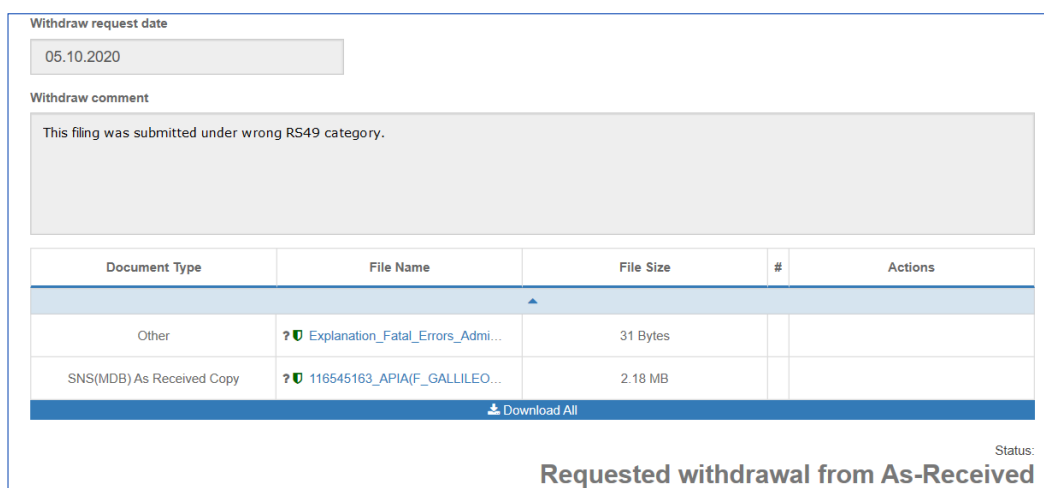 Withdraw request date
05.10.2020
Withdraw comment
This filing was submitted under wrong RS49 category.
Document Type File Name File Size # Actions
Other ? Explanation_Fatal_Errors_Admi... 31 Bytes
SNS(MDB) As Received Copy ? 116545163_APIA(F_GALLILEO... 2.18 MB
Download All
Status:
Requested withdrawal from As-Received